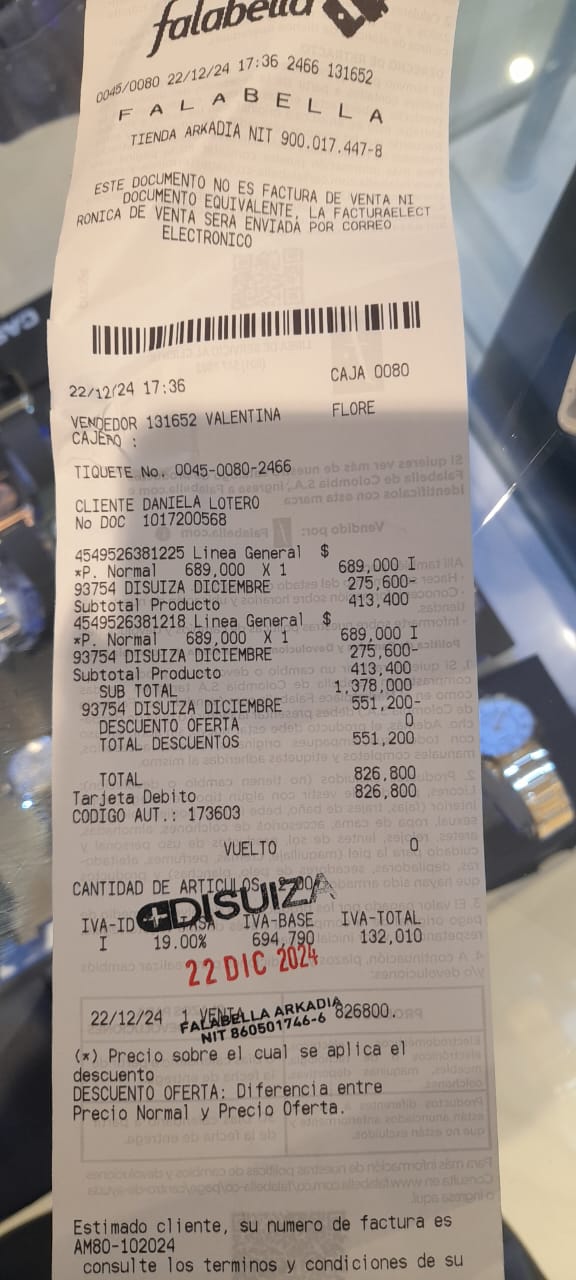 falabella
0045/0080 22/12/24 17:36 2466 131652
F A L A B E L L A
TIENDA ARKADIA NIT 900.017.447-8
ESTE DOCUMENTO NO ES FACTURA DE VENTA NI
DOCUMENTO EQUIVALENTE, LA FACTURAELECT
RONICA DE VENTA SERA ENVIADA POR CORREO
ELECTRONICO
22/12/24 17:36 CAJA 0080
VENDEDOR 131652 VALENTINA FLORE
CAJERO :
TIQUETE No. 0045-0080-2466
CLIENTE DANIELA LOTERO
No DOC 1017200568
4549526381225 Linea General $
*P. Normal 689,000 X 1 689,000 I
93754 DISUIZA DICIEMBRE 275,600-
Subtotal Producto 413,400
4549526381218 Linea General $
*P. Normal 689,000 X 1 689,000 I
93754 DISUIZA DICIEMBRE 275,600-
Subtotal Producto 413,400
SUB TOTAL 1,378,000
93754 DISUIZA DICIEMBRE 551,200-
DESCUENTO OFERTA 0
TOTAL DESCUENTOS 551,200
TOTAL 826,800
Tarjeta Debito 826,800
CODIGO AUT.: 173603
VUELTO 0
CANTIDAD DE ARTICULOS
DISUIZA
IVA-ID TASA IVA-BASE IVA-TOTAL
I 19.00% 694,790 132,010
22 DIC 2024
22/12/24 1 VENTA 826800.
FALABELLA ARKADIA
NIT 860501746-6
(*) Precio sobre el cual se aplica el
descuento
DESCUENTO OFERTA: Diferencia entre
Precio Normal y Precio Oferta.
Estimado cliente, su numero de factura es
AM80-102024
consulte los terminos y condiciones de su